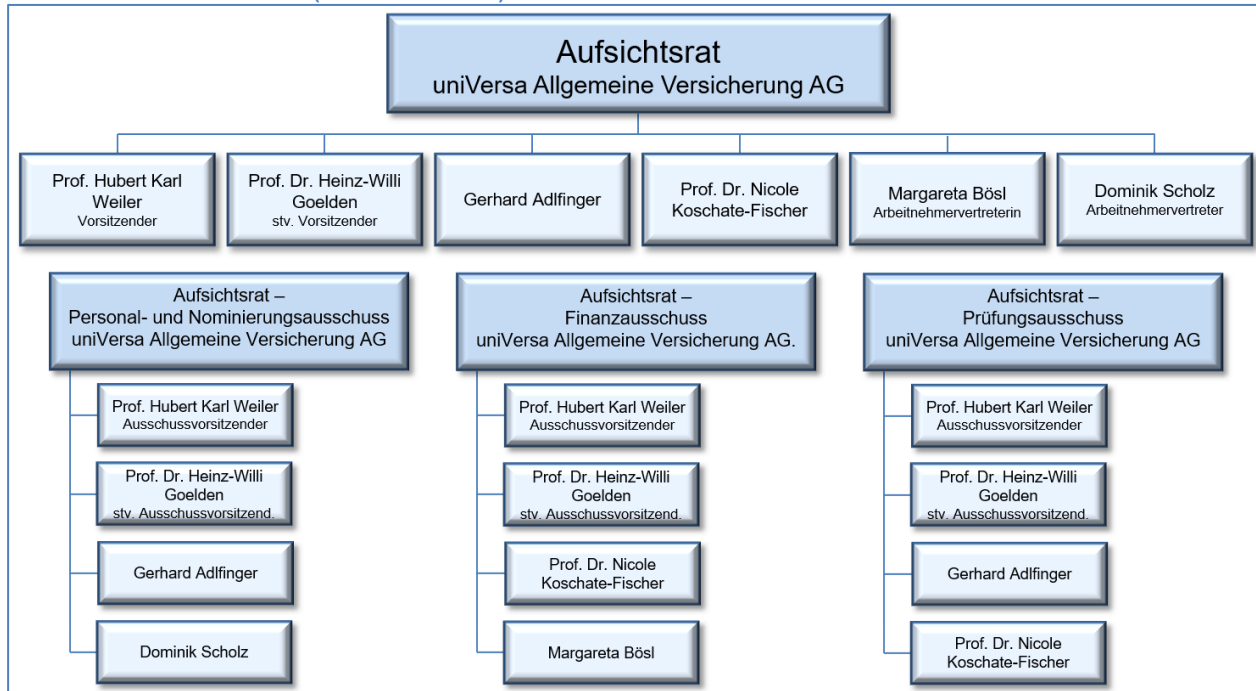 Aufsichtsrat
uniVersa Allgemeine Versicherung AG
Prof. Hubert Karl
Weiler
Vorsitzender
Prof. Dr. Heinz-Willi
Goelden
stv. Vorsitzender
Gerhard Adlfinger
Prof. Dr. Nicole
Koschate-Fischer
Margareta Bösl
Arbeitnehmervertreterin
Dominik Scholz
Arbeitnehmervertreter
Aufsichtsrat –
Personal- und Nominierungsausschuss
uniVersa Allgemeine Versicherung AG
Prof. Hubert Karl Weiler
Ausschussvorsitzender
Prof. Dr. Heinz-Willi
Goelden
stv. Ausschussvorsitzend.
Gerhard Adlfinger
Dominik Scholz
Aufsichtsrat –
Finanzausschuss
uniVersa Allgemeine Versicherung AG.
Prof. Hubert Karl Weiler
Ausschussvorsitzender
Prof. Dr. Heinz-Willi
Goelden
stv. Ausschussvorsitzend.
Prof. Dr. Nicole
Koschate-Fischer
Margareta Bösl
Aufsichtsrat –
Prüfungsausschuss
uniVersa Allgemeine Versicherung AG
Prof. Hubert Karl Weiler
Ausschussvorsitzender
Prof. Dr. Heinz-Willi
Goelden
stv. Ausschussvorsitzend.
Gerhard Adlfinger
Prof. Dr. Nicole
Koschate-Fischer